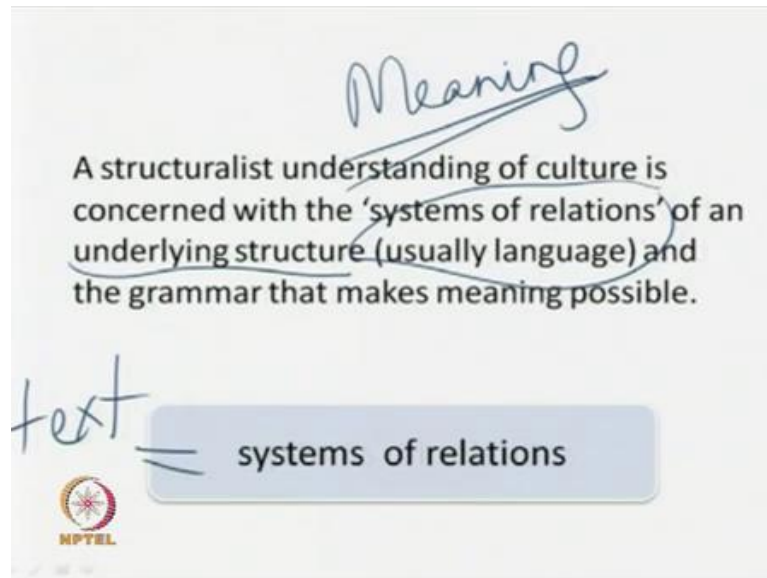 Meaning
A structuralist understanding of culture is
concerned with the ‘systems of relations’ of an
underlying structure (usually language) and
the grammar that makes meaning possible.
text = systems of relations
NPTEL